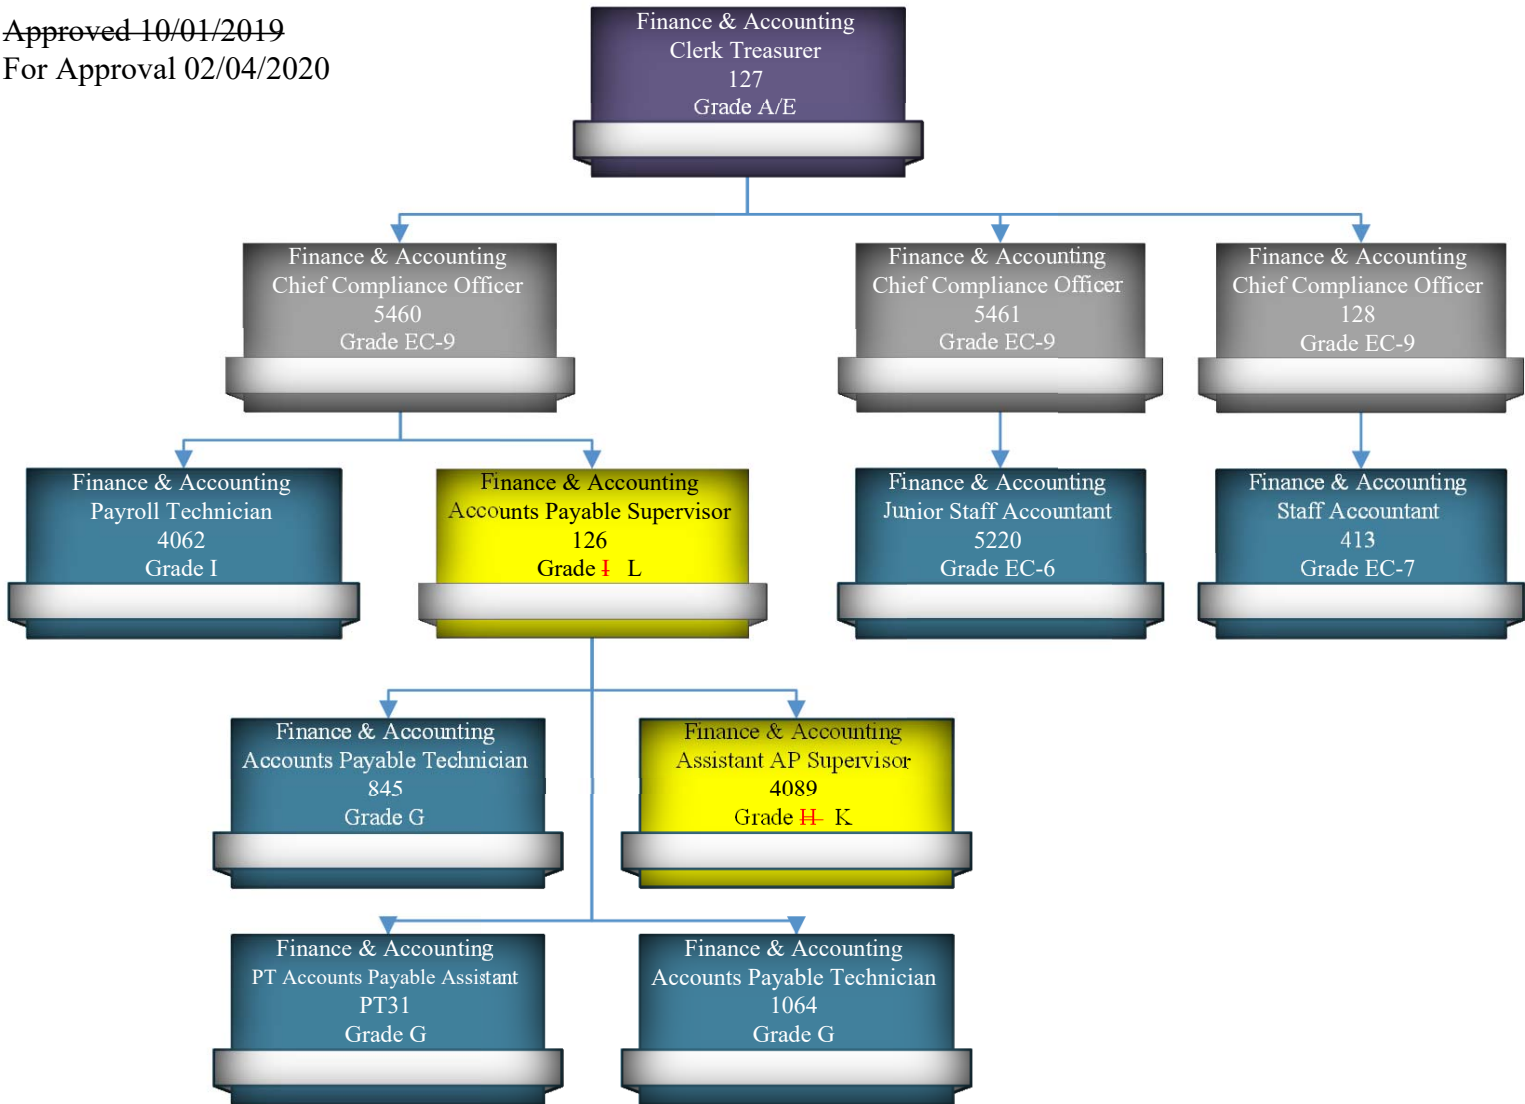 Approved 10/01/2019
For Approval 02/04/2020
Finance & Accounting
Clerk Treasurer
127
Grade A/E
Finance & Accounting
Chief Compliance Officer
5460
Grade EC-9
Finance & Accounting
Chief Compliance Officer
5461
Grade EC-9
Finance & Accounting
Chief Compliance Officer
128
Grade EC-9
Finance & Accounting
Payroll Technician
4062
Grade I
Finance & Accounting
Accounts Payable Supervisor
126
Grade I L
Finance & Accounting
Junior Staff Accountant
5220
Grade EC-6
Finance & Accounting
Staff Accountant
413
Grade EC-7
Finance & Accounting
Accounts Payable Technician
845
Grade G
Finance & Accounting
Assistant AP Supervisor
4089
Grade H K
Finance & Accounting
PT Accounts Payable Assistant
PT31
Grade G
Finance & Accounting
Accounts Payable Technician
1064
Grade G